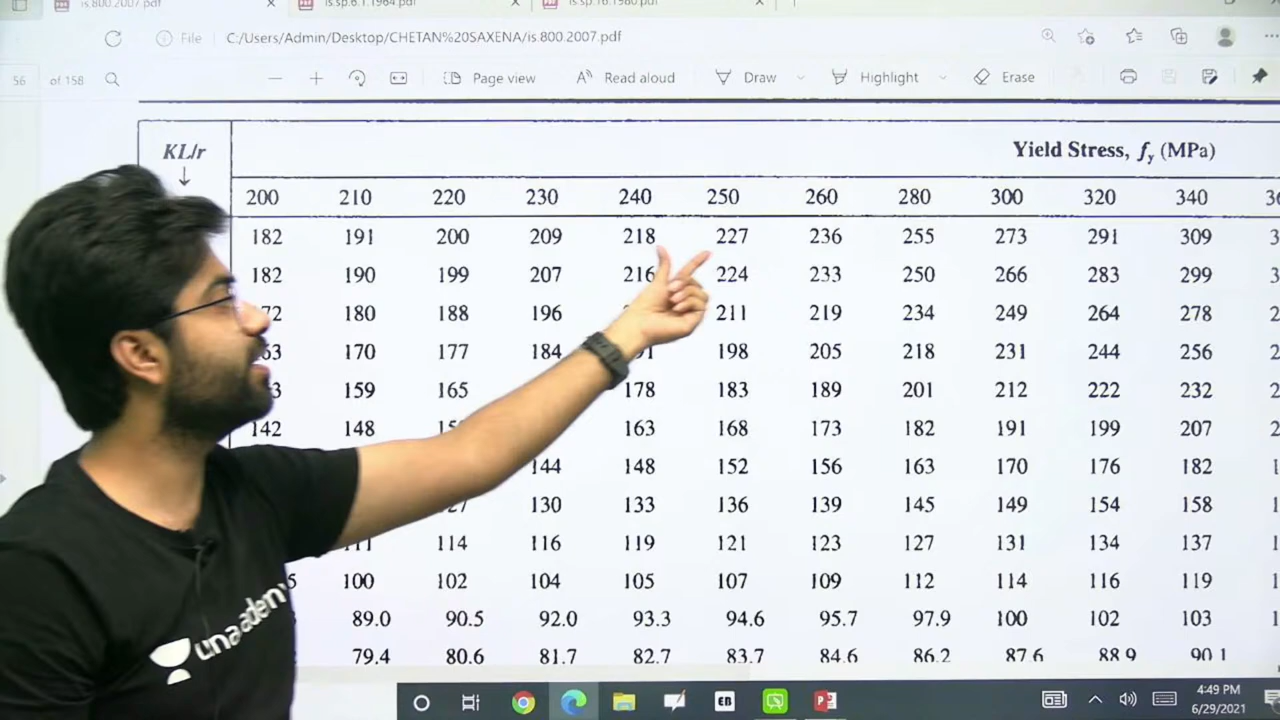 is.800.2007.pdf is.sp.6.1.1964.pdf is.sp.16.1980.pdf
File C:/Users/Admin/Desktop/CHETAN%20SAXENA/is.800.2007.pdf
56 of 158 Page view Read aloud Draw Highlight Erase
KL/r
↓
Yield Stress, fy (MPa)
200 210 220 230 240 250 260 280 300 320 340
182 191 200 209 218 227 236 255 273 291 309
182 190 199 207 216 224 233 250 266 283 299
180 188 196 211 219 234 249 264 278
170 177 184 198 205 218 231 244 256
159 165 178 183 189 201 212 222 232
142 148 163 168 173 182 191 199 207
144 148 152 156 163 170 176 182
130 133 136 139 145 149 154 158
114 116 119 121 123 127 131 134 137
100 102 104 105 107 109 112 114 116 119
89.0 90.5 92.0 93.3 94.6 95.7 97.9 100 102 103
79.4 80.6 81.7 82.7 83.7 84.6 86.2 87.6 88.9 90.1
unacademy
4:49 PM
6/29/2021